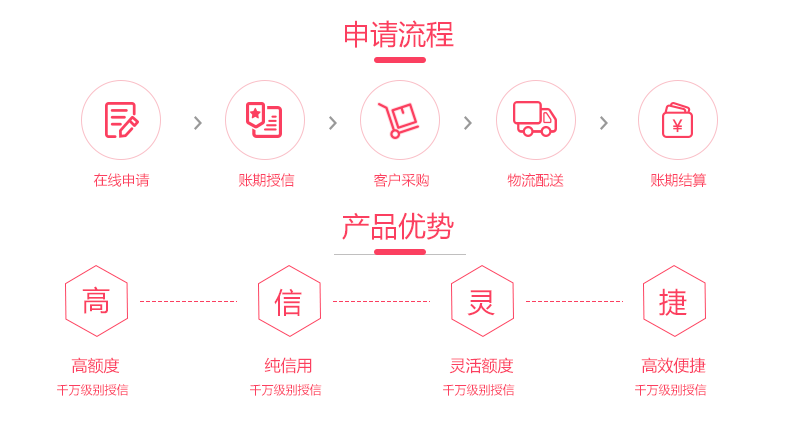 申请流程
在线申请 账期授信 客户采购 物流配送 账期结算
产品优势
高 信 灵 捷
高额度 纯信用 灵活额度 高效便捷
千万级别授信 千万级别授信 千万级别授信 千万级别授信